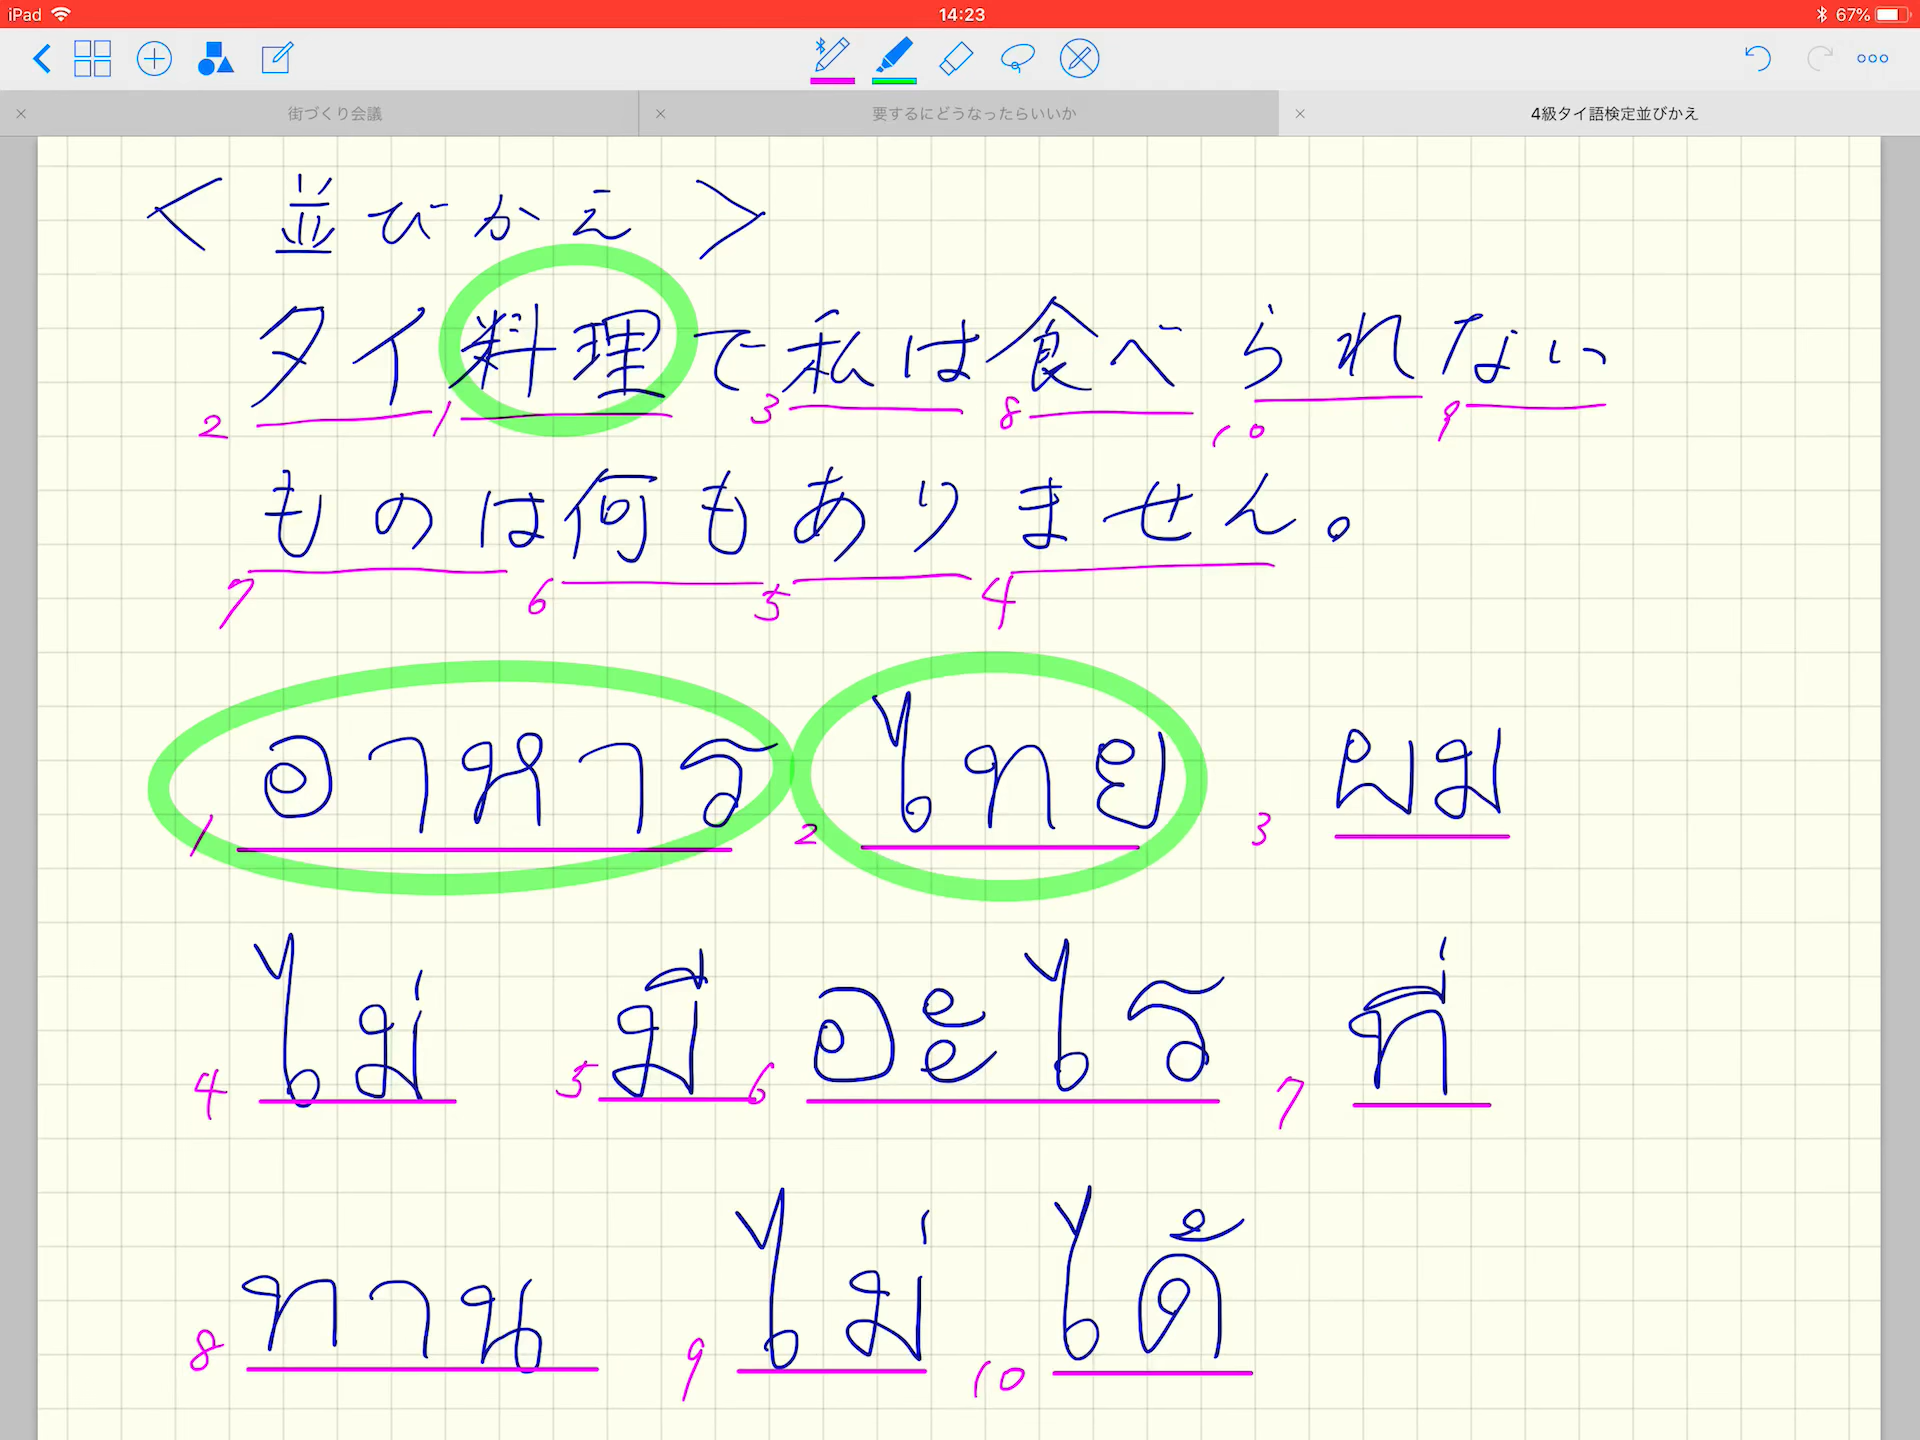 iPad 14:23 67%
街づくり会議 要するにどうなったらいいか 4級タイ語検定並びかえ
＜並びかえ＞
タイ料理で私は食べられない
2 1 3 8 10 9
ものは何もありません。
7 6 5 4
อาหาร ไทย ผม
1 2 3
ไม่ มี อะไร ที่
4 5 6 7
ทาน ไม่ ได้
8 9 10